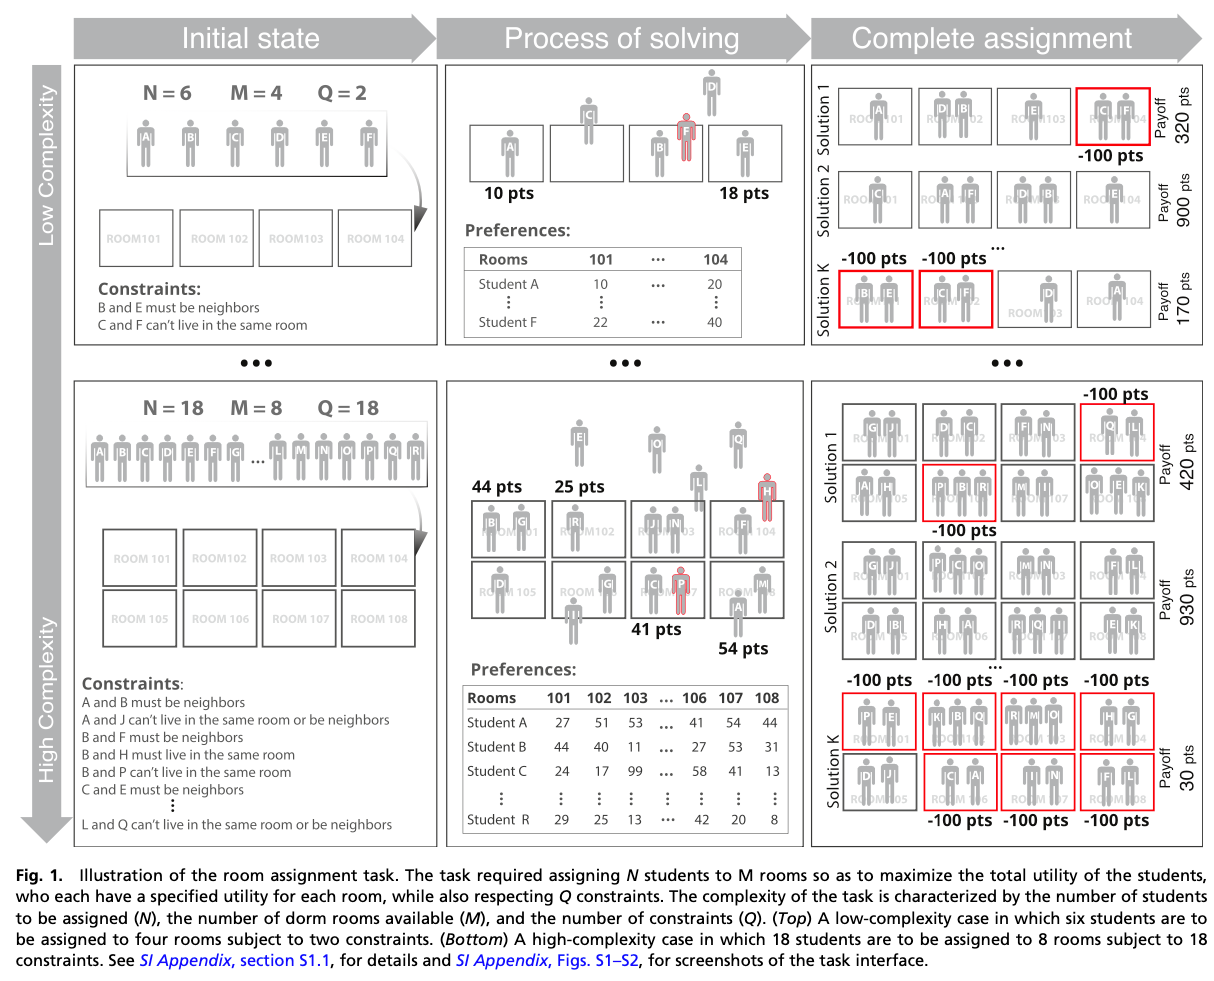 Initial state
Process of solving
Complete assignment
Low Complexity
N = 6 M = 4 Q = 2
A B C D E F
ROOM101 ROOM 102 ROOM103 ROOM 104
Constraints:
B and E must be neighbors
C and F can't live in the same room
D
C
A B F E
10 pts 18 pts
Preferences:
Rooms 101 ... 104
Student A 10 ... 20
Student F 22 ... 40
Solution 1
A D B E C F
Payoff
320 pts
-100 pts
Solution 2
C A F D B E
Payoff
900 pts
...
-100 pts -100 pts
Solution K
B E C F D A
Payoff
170 pts
... ... ...
High Complexity
N = 18 M = 8 Q = 18
A B C D E F G ... L M N O P Q R
ROOM 101 ROOM102 ROOM 103 ROOM 104
ROOM 105 ROOM 106 ROOM 107 ROOM 108
Constraints:
A and B must be neighbors
A and J can't live in the same room or be neighbors
B and F must be neighbors
B and H must live in the same room
B and P can't live in the same room
C and E must be neighbors
L and Q can't live in the same room or be neighbors
E O Q
L H
44 pts 25 pts
B G R J N F
D G C P M
A
41 pts
54 pts
Preferences:
Rooms 101 102 103 ... 106 107 108
Student A 27 51 53 ... 41 54 44
Student B 44 40 11 ... 27 53 31
Student C 24 17 99 ... 58 41 13
Student R 29 25 13 ... 42 20 8
-100 pts
Solution 1
G J D C F N Q L
A H P B R M I O E K
Payoff
420 pts
-100 pts
Solution 2
G J P C O M N F L
D B H A R Q I E K
Payoff
930 pts
...
-100 pts -100 pts -100 pts -100 pts
Solution K
P E K B Q R M O H G
D J C A I N F L
Payoff
30 pts
-100 pts -100 pts -100 pts
Fig. 1. Illustration of the room assignment task. The task required assigning N students to M rooms so as to maximize the total utility of the students,
who each have a specified utility for each room, while also respecting Q constraints. The complexity of the task is characterized by the number of students
to be assigned (N), the number of dorm rooms available (M), and the number of constraints (Q). (Top) A low-complexity case in which six students are to
be assigned to four rooms subject to two constraints. (Bottom) A high-complexity case in which 18 students are to be assigned to 8 rooms subject to 18
constraints. See SI Appendix, section S1.1, for details and SI Appendix, Figs. S1–S2, for screenshots of the task interface.